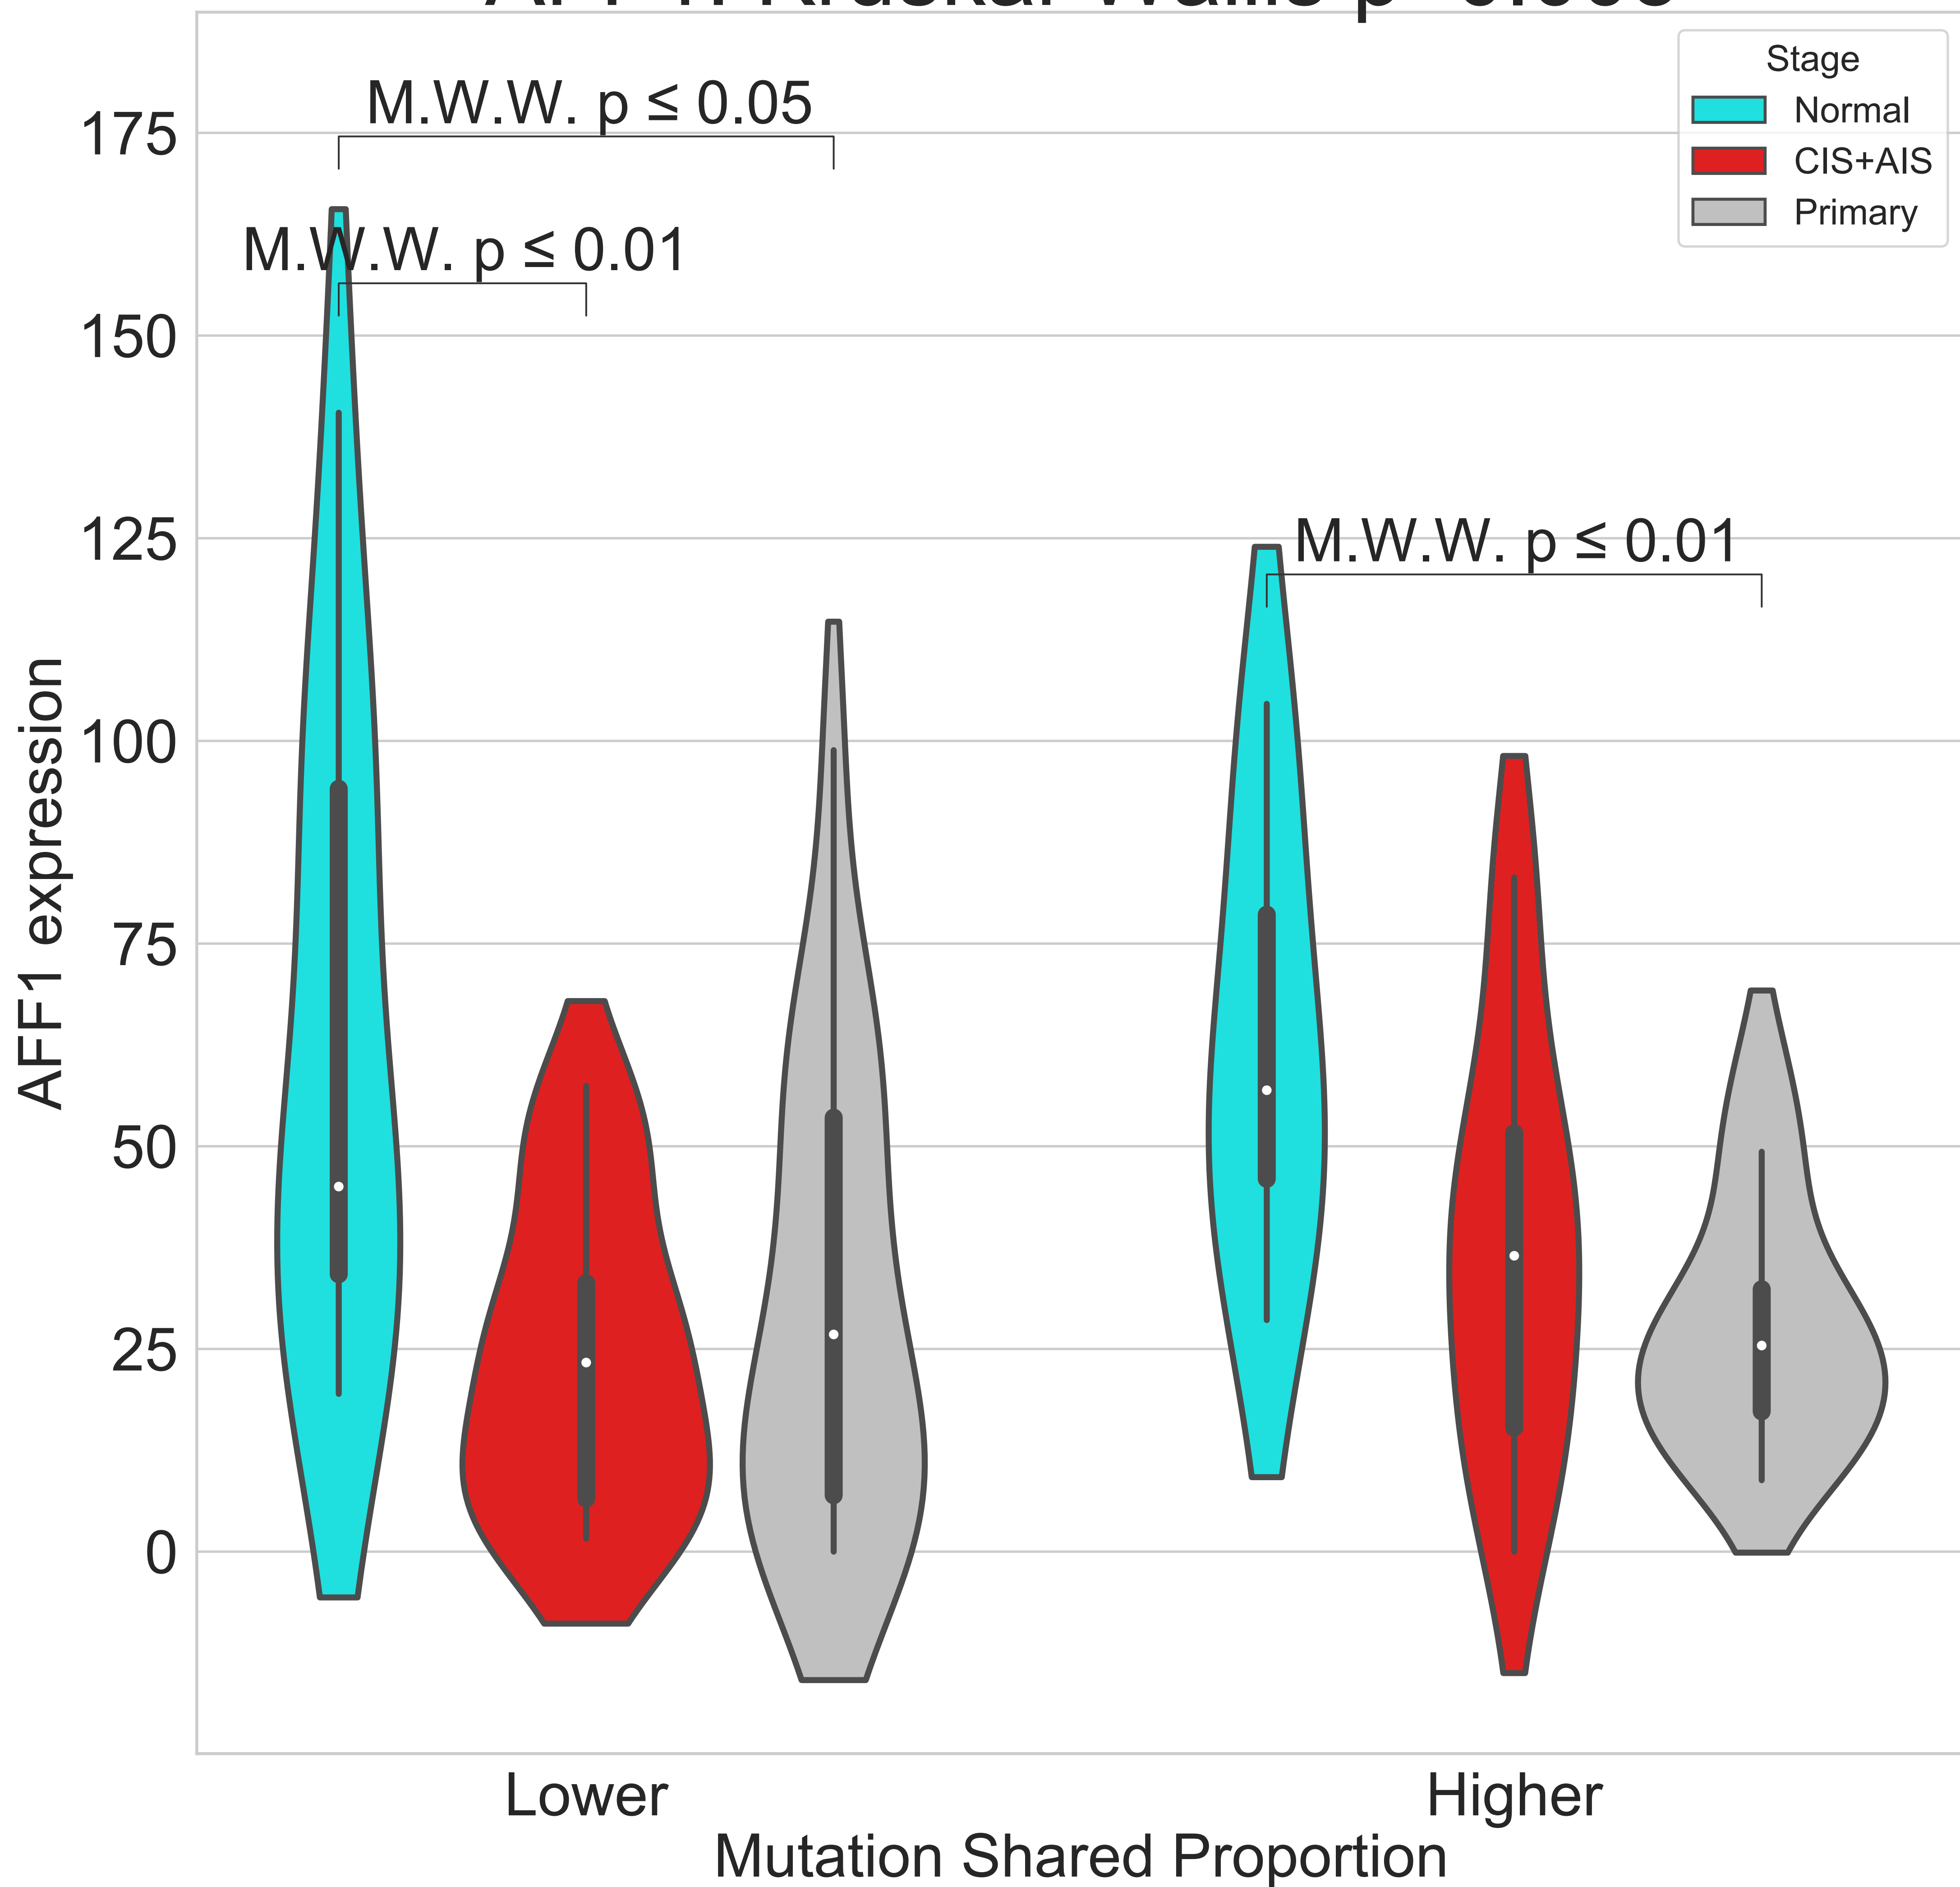 Stage
Normal
CIS+AIS
Primary
M.W.W. p ≤ 0.05
M.W.W. p ≤ 0.01
M.W.W. p ≤ 0.01
175
150
125
100
75
50
25
0
AFF1 expression
Lower
Higher
Mutation Shared Proportion